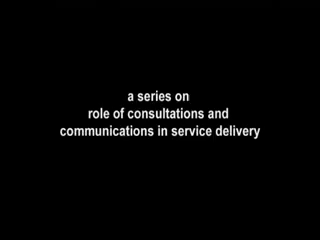 a series on
role of consultations and
communications in service delivery